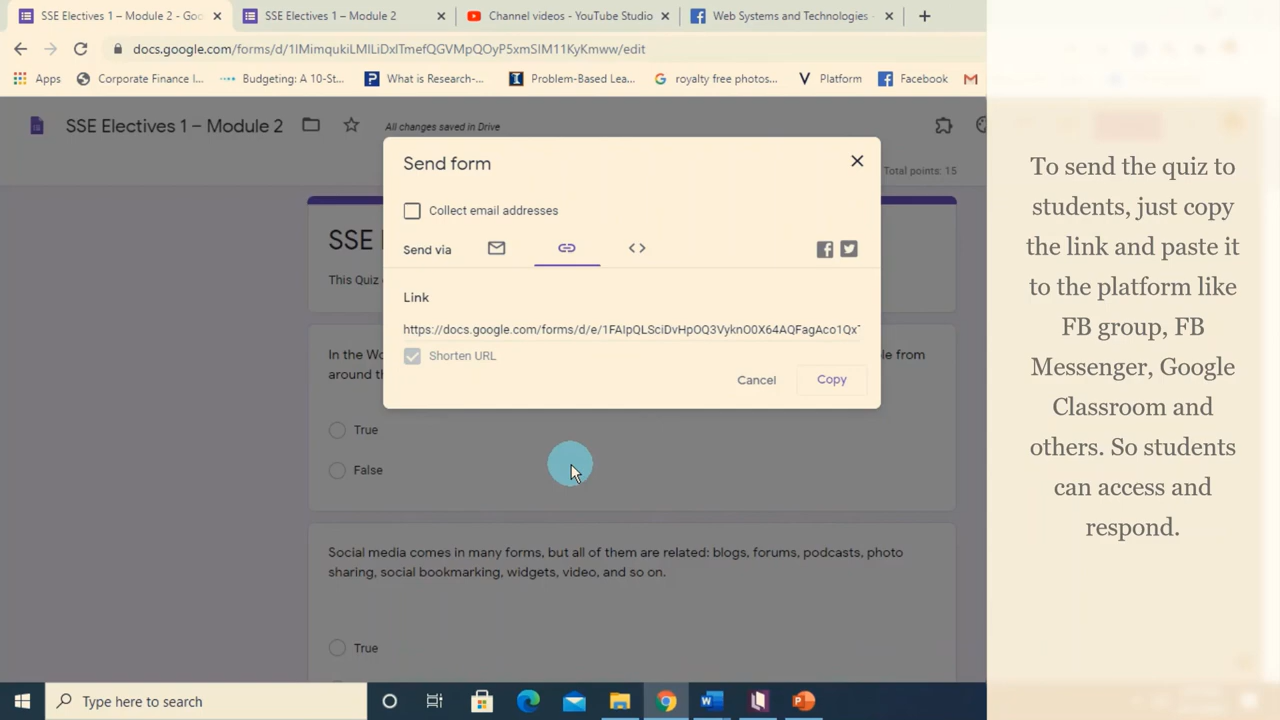 SSE Electives 1 – Module 2 - Goo
SSE Electives 1 – Module 2
Channel videos - YouTube Studio
Web Systems and Technologies -
docs.google.com/forms/d/1IMimqukiLMlLiDxlTmefQGVMpQOyP5xmSIM11KyKmww/edit
Apps
Corporate Finance I...
Budgeting: A 10-St...
What is Research-...
Problem-Based Lea...
royalty free photos...
Platform
Facebook
SSE Electives 1 – Module 2
All changes saved in Drive
Total points: 15
Send form
Collect email addresses
Send via
Link
https://docs.google.com/forms/d/e/1FAIpQLSciDvHpOQ3VyknO0X64AQFagAco1Qx
Shorten URL
Cancel
Copy
SSE
This Quiz
In the Wo
le from
around th
True
False
Social media comes in many forms, but all of them are related: blogs, forums, podcasts, photo
sharing, social bookmarking, widgets, video, and so on.
True
To send the quiz to
students, just copy
the link and paste it
to the platform like
FB group, FB
Messenger, Google
Classroom and
others. So students
can access and
respond.
Type here to search